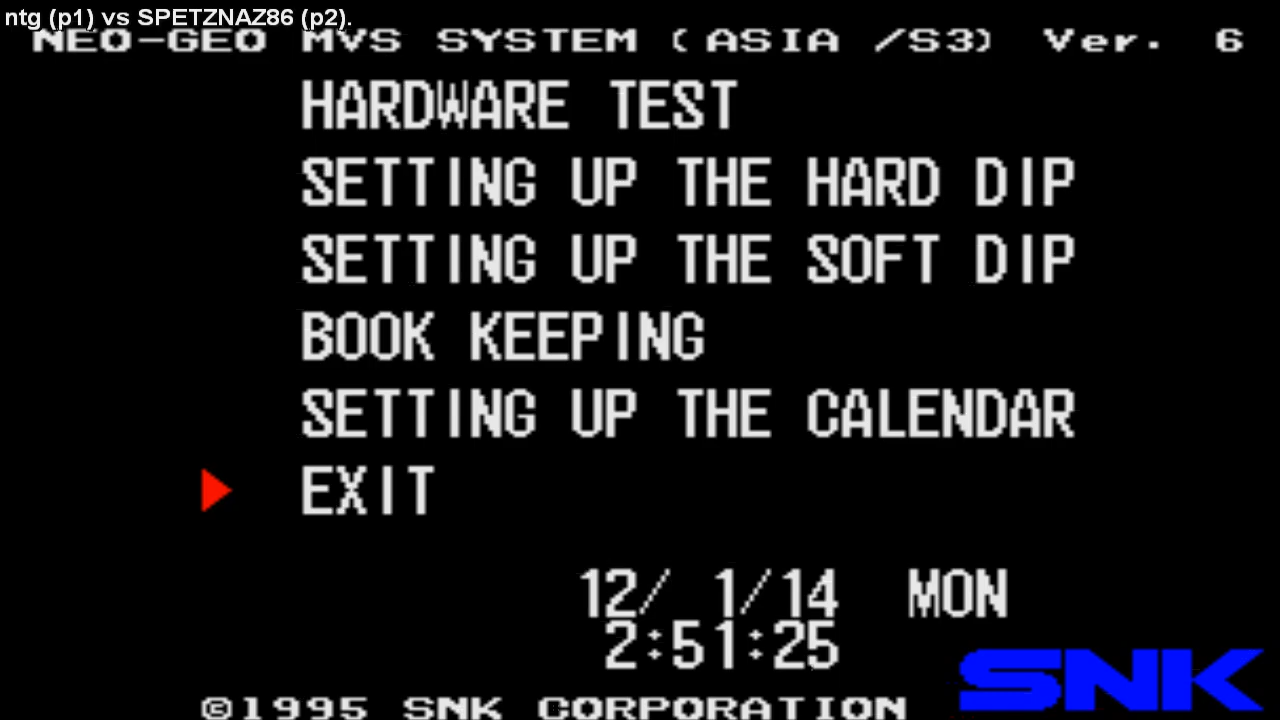 ntg (p1) vs SPETZNAZ86 (p2).
NEO-GEO MVS SYSTEM (ASIA /S3) Ver. 6
HARDWARE TEST
SETTING UP THE HARD DIP
SETTING UP THE SOFT DIP
BOOK KEEPING
SETTING UP THE CALENDAR
EXIT
12/ 1/14 MON
2:51:25
©1995 SNK CORPORATION
SNK